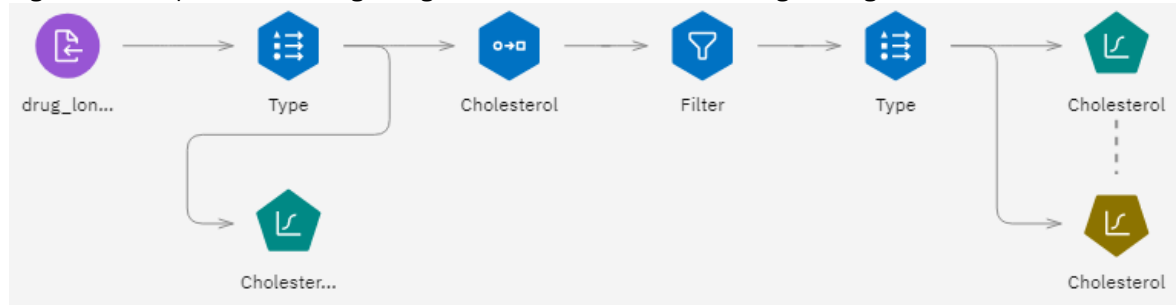 drug_lon...
Type
Cholesterol
Filter
Type
Cholesterol
Cholester...
Cholesterol